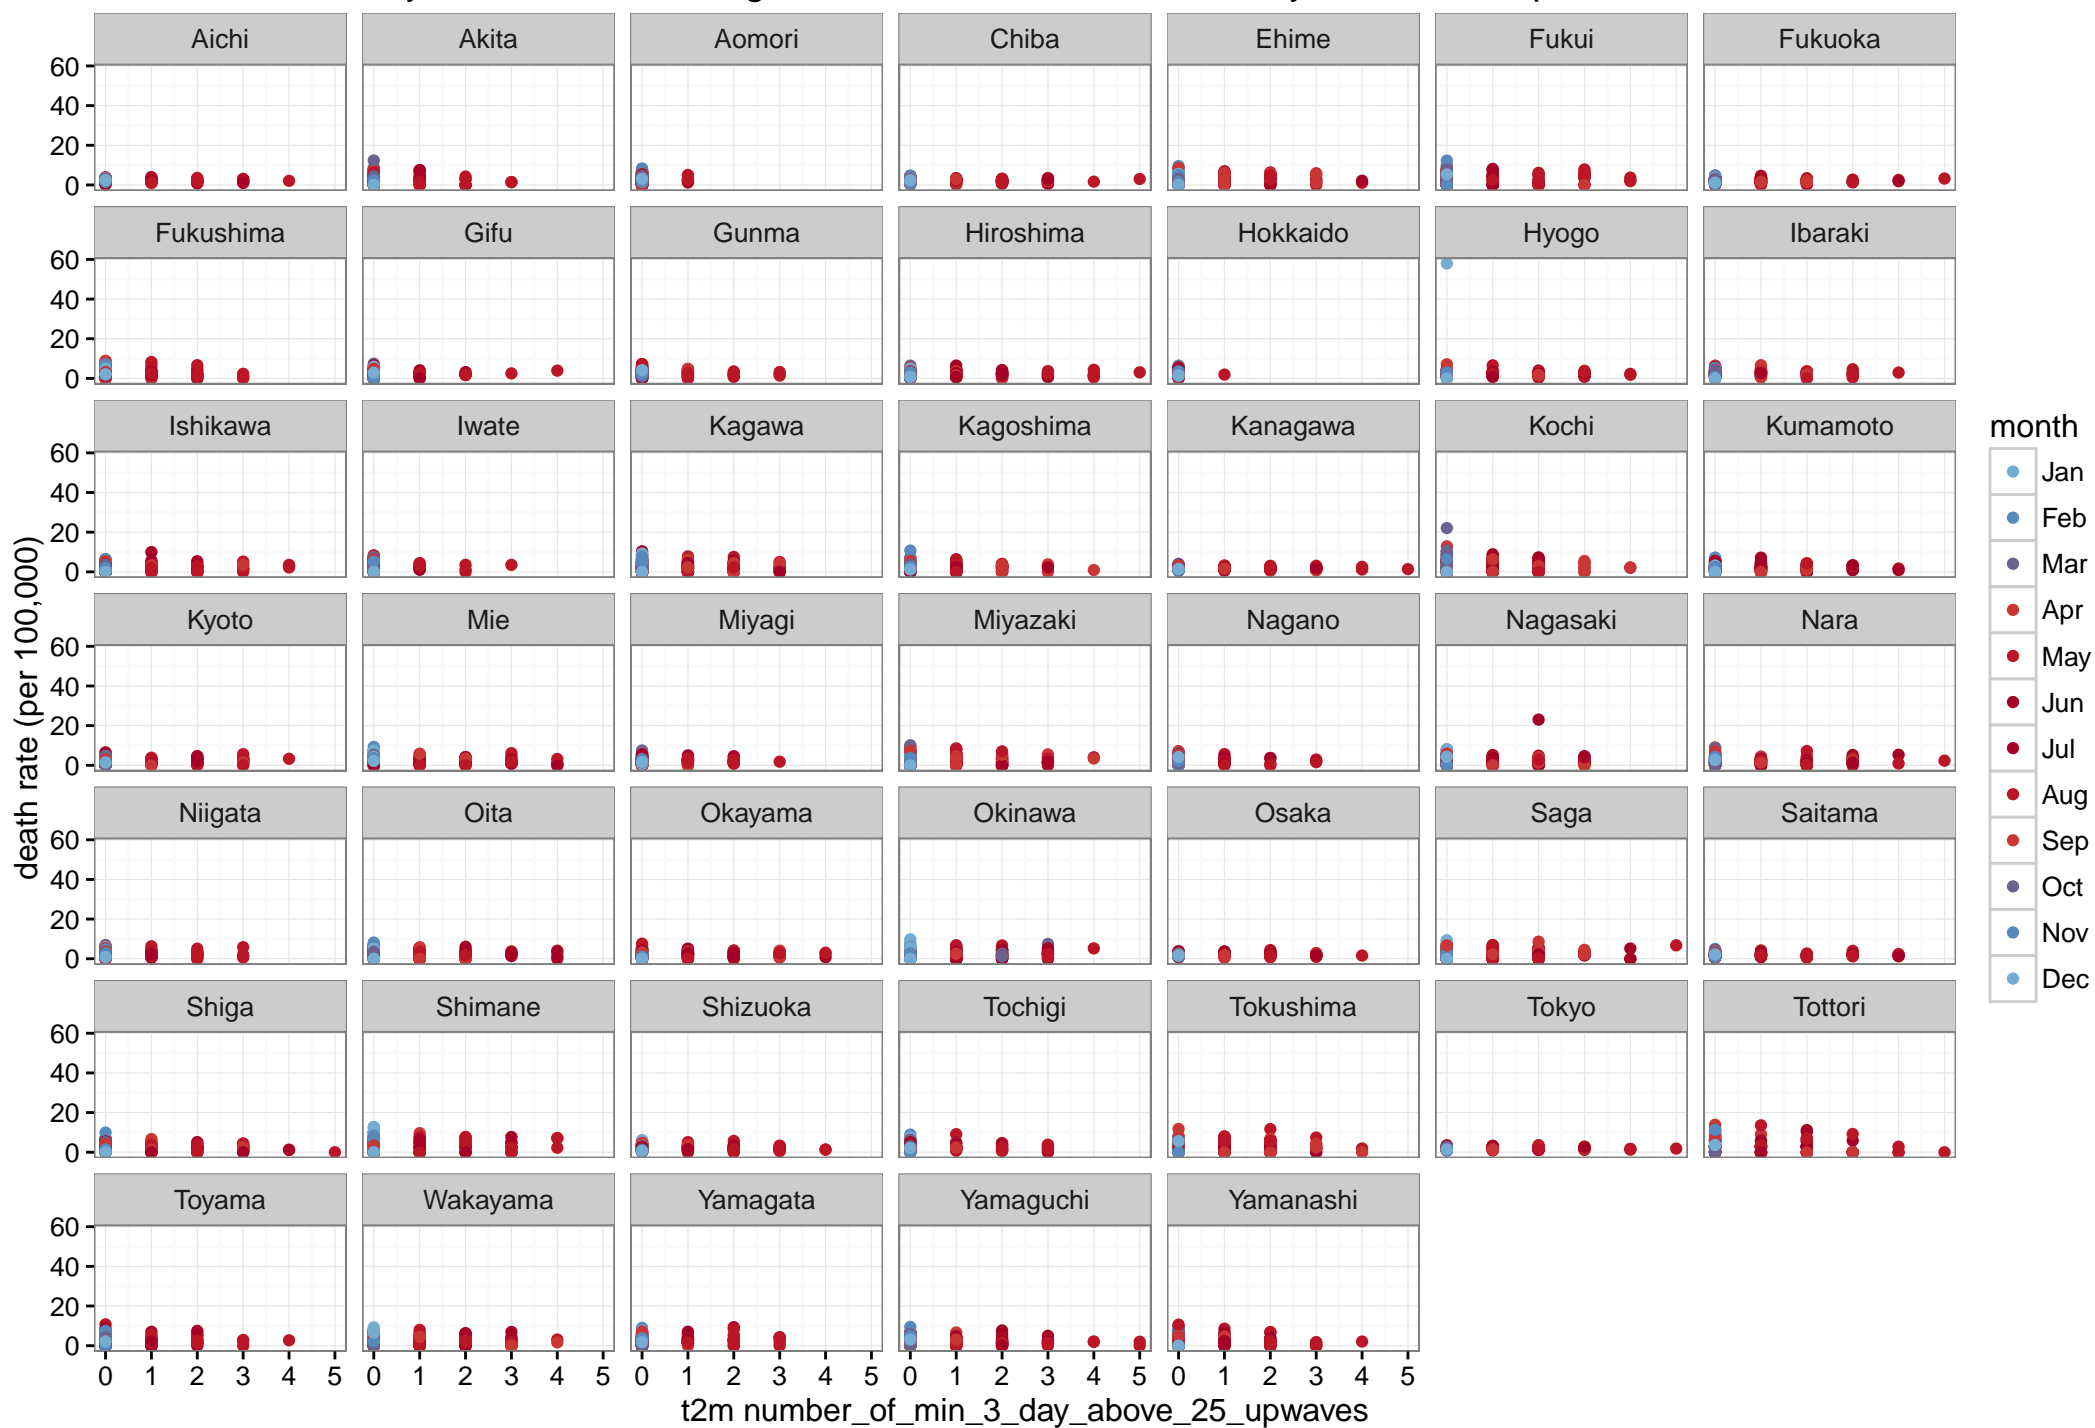 Aichi Akita Aomori Chiba Ehime Fukui Fukuoka
60
40
20
0
Fukushima Gifu Gunma Hiroshima Hokkaido Hyogo Ibaraki
60
40
20
0
Ishikawa Iwate Kagawa Kagoshima Kanagawa Kochi Kumamoto
60
40
20
0
Kyoto Mie Miyagi Miyazaki Nagano Nagasaki Nara
60
40
20
0
Niigata Oita Okayama Okinawa Osaka Saga Saitama
60
40
20
0
Shiga Shimane Shizuoka Tochigi Tokushima Tokyo Tottori
60
40
20
0
Toyama Wakayama Yamagata Yamaguchi Yamanashi
60
40
20
0
0 1 2 3 4 5 0 1 2 3 4 5 0 1 2 3 4 5 0 1 2 3 4 5 0 1 2 3 4 5
t2m number_of_min_3_day_above_25_upwaves
death rate (per 100,000)
month
Jan
Feb
Mar
Apr
May
Jun
Jul
Aug
Sep
Oct
Nov
Dec